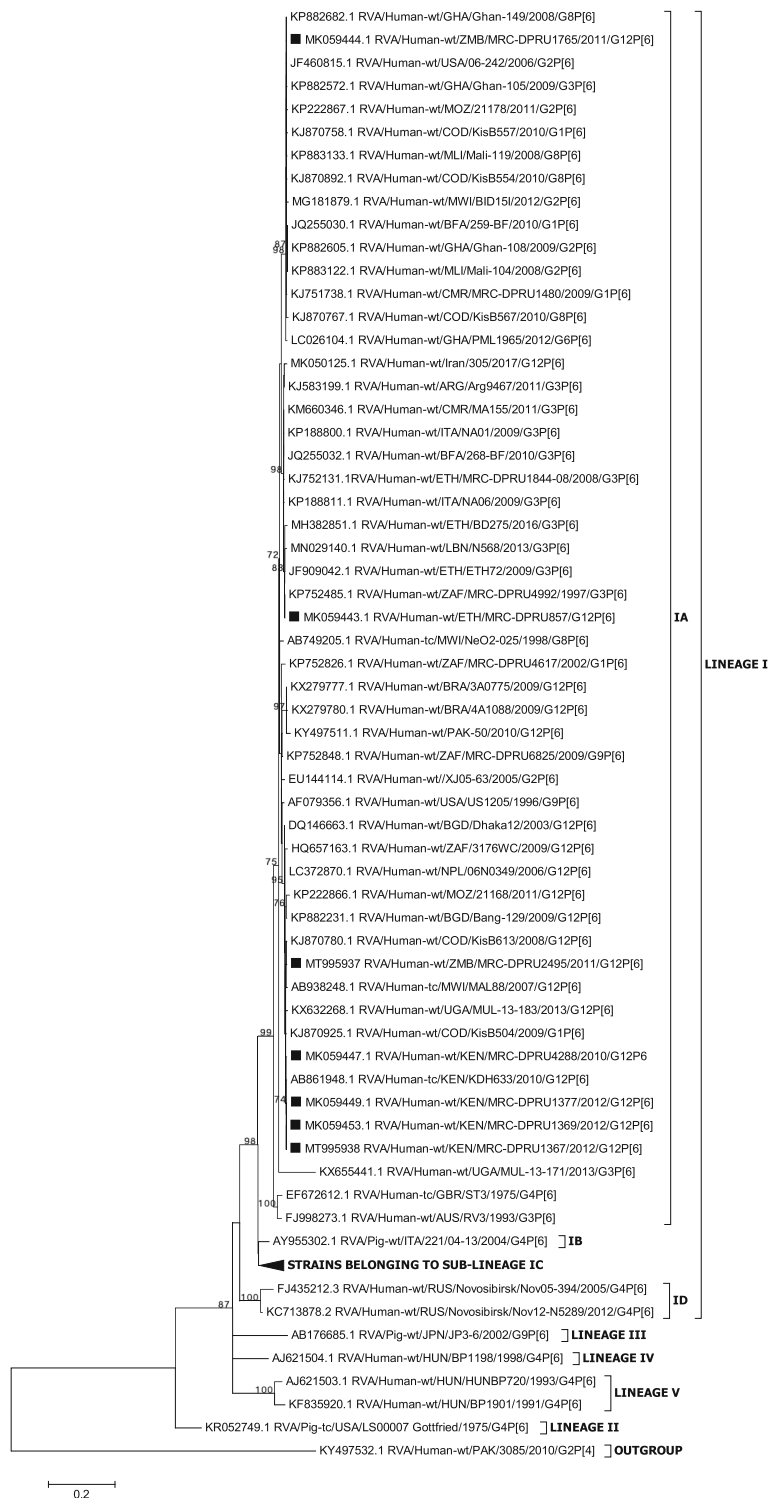 KP882682.1 RVA/Human-wt/GHA/Ghan-149/2008/G8P[6]
MK059444.1 RVA/Human-wt/ZMB/MRC-DPRU1765/2011/G12P[6]
JF460815.1 RVA/Human-wt/USA/06-242/2006/G2P[6]
KP882572.1 RVA/Human-wt/GHA/Ghan-105/2009/G3P[6]
KP222867.1 RVA/Human-wt/MOZ/21178/2011/G2P[6]
KJ870758.1 RVA/Human-wt/COD/KisB557/2010/G1P[6]
KP883133.1 RVA/Human-wt/MLI/Mali-119/2008/G8P[6]
KJ870892.1 RVA/Human-wt/COD/KisB554/2010/G8P[6]
MG181879.1 RVA/Human-wt/MWI/BID15I/2012/G2P[6]
JQ255030.1 RVA/Human-wt/BFA/259-BF/2010/G1P[6]
87
98
KP882605.1 RVA/Human-wt/GHA/Ghan-108/2009/G2P[6]
KP883122.1 RVA/Human-wt/MLI/Mali-104/2008/G2P[6]
KJ751738.1 RVA/Human-wt/CMR/MRC-DPRU1480/2009/G1P[6]
KJ870767.1 RVA/Human-wt/COD/KisB567/2010/G8P[6]
LC026104.1 RVA/Human-wt/GHA/PML1965/2012/G6P[6]
MK050125.1 RVA/Human-wt/Iran/305/2017/G12P[6]
KJ583199.1 RVA/Human-wt/ARG/Arg9467/2011/G3P[6]
KM660346.1 RVA/Human-wt/CMR/MA155/2011/G3P[6]
KP188800.1 RVA/Human-wt/ITA/NA01/2009/G3P[6]
JQ255032.1 RVA/Human-wt/BFA/268-BF/2010/G3P[6]
98
KJ752131.1RVA/Human-wt/ETH/MRC-DPRU1844-08/2008/G3P[6]
KP188811.1 RVA/Human-wt/ITA/NA06/2009/G3P[6]
MH382851.1 RVA/Human-wt/ETH/BD275/2016/G3P[6]
MN029140.1 RVA/Human-wt/LBN/N568/2013/G3P[6]
72
83
JF909042.1 RVA/Human-wt/ETH/ETH72/2009/G3P[6]
KP752485.1 RVA/Human-wt/ZAF/MRC-DPRU4992/1997/G3P[6]
MK059443.1 RVA/Human-wt/ETH/MRC-DPRU857/G12P[6]
IA
AB749205.1 RVA/Human-tc/MWI/NeO2-025/1998/G8P[6]
KP752826.1 RVA/Human-wt/ZAF/MRC-DPRU4617/2002/G1P[6]
LINEAGE I
KX279777.1 RVA/Human-wt/BRA/3A0775/2009/G12P[6]
97
KX279780.1 RVA/Human-wt/BRA/4A1088/2009/G12P[6]
KY497511.1 RVA/Human-wt/PAK-50/2010/G12P[6]
KP752848.1 RVA/Human-wt/ZAF/MRC-DPRU6825/2009/G9P[6]
EU144114.1 RVA/Human-wt//XJ05-63/2005/G2P[6]
AF079356.1 RVA/Human-wt/USA/US1205/1996/G9P[6]
DQ146663.1 RVA/Human-wt/BGD/Dhaka12/2003/G12P[6]
HQ657163.1 RVA/Human-wt/ZAF/3176WC/2009/G12P[6]
75
LC372870.1 RVA/Human-wt/NPL/06N0349/2006/G12P[6]
95
KP222866.1 RVA/Human-wt/MOZ/21168/2011/G12P[6]
76
KP882231.1 RVA/Human-wt/BGD/Bang-129/2009/G12P[6]
KJ870780.1 RVA/Human-wt/COD/KisB613/2008/G12P[6]
MT995937 RVA/Human-wt/ZMB/MRC-DPRU2495/2011/G12P[6]
AB938248.1 RVA/Human-tc/MWI/MAL88/2007/G12P[6]
KX632268.1 RVA/Human-wt/UGA/MUL-13-183/2013/G12P[6]
99
KJ870925.1 RVA/Human-wt/COD/KisB504/2009/G1P[6]
MK059447.1 RVA/Human-wt/KEN/MRC-DPRU4288/2010/G12P6
AB861948.1 RVA/Human-tc/KEN/KDH633/2010/G12P[6]
74
MK059449.1 RVA/Human-wt/KEN/MRC-DPRU1377/2012/G12P[6]
MK059453.1 RVA/Human-wt/KEN/MRC-DPRU1369/2012/G12P[6]
98
MT995938 RVA/Human-wt/KEN/MRC-DPRU1367/2012/G12P[6]
KX655441.1 RVA/Human-wt/UGA/MUL-13-171/2013/G3P[6]
EF672612.1 RVA/Human-tc/GBR/ST3/1975/G4P[6]
100
FJ998273.1 RVA/Human-wt/AUS/RV3/1993/G3P[6]
AY955302.1 RVA/Pig-wt/ITA/221/04-13/2004/G4P[6] IB
STRAINS BELONGING TO SUB-LINEAGE IC
FJ435212.3 RVA/Human-wt/RUS/Novosibirsk/Nov05-394/2005/G4P[6]
100
ID
KC713878.2 RVA/Human-wt/RUS/Novosibirsk/Nov12-N5289/2012/G4P[6]
87
AB176685.1 RVA/Pig-wt/JPN/JP3-6/2002/G9P[6] LINEAGE III
AJ621504.1 RVA/Human-wt/HUN/BP1198/1998/G4P[6] LINEAGE IV
AJ621503.1 RVA/Human-wt/HUN/HUNBP720/1993/G4P[6]
100
LINEAGE V
KF835920.1 RVA/Human-wt/HUN/BP1901/1991/G4P[6]
KR052749.1 RVA/Pig-tc/USA/LS00007 Gottfried/1975/G4P[6] LINEAGE II
KY497532.1 RVA/Human-wt/PAK/3085/2010/G2P[4] OUTGROUP
0.2